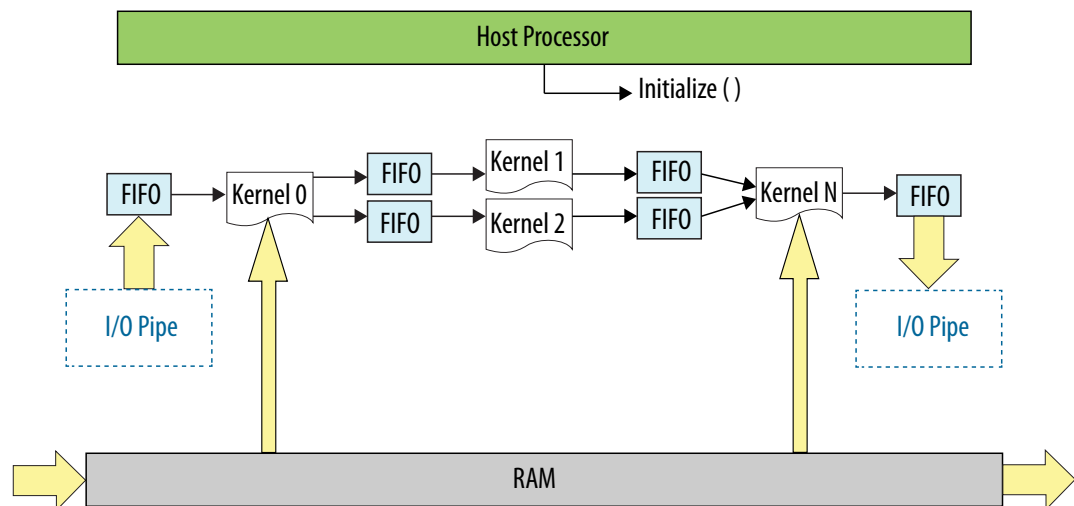 Host Processor
Initialize ( )
FIFO
Kernel 0
FIFO
FIFO
Kernel 1
Kernel 2
FIFO
FIFO
Kernel N
FIFO
I/O Pipe
I/O Pipe
RAM